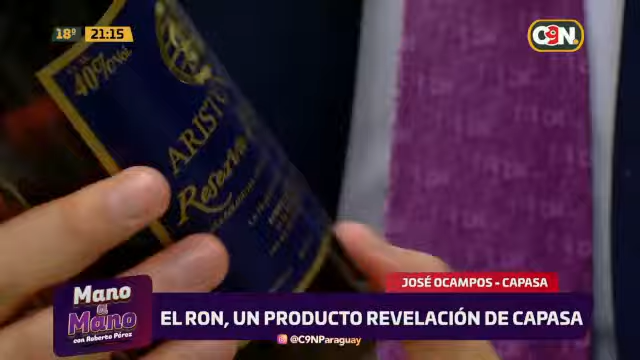 18º 21:15
C9N
40%Vol
ARISTO
Reserva
JOSÉ OCAMPOS - CAPASA
Mano
a
Mano
con Roberto Pérez
EL RON, UN PRODUCTO REVELACIÓN DE CAPASA
@C9NParaguay